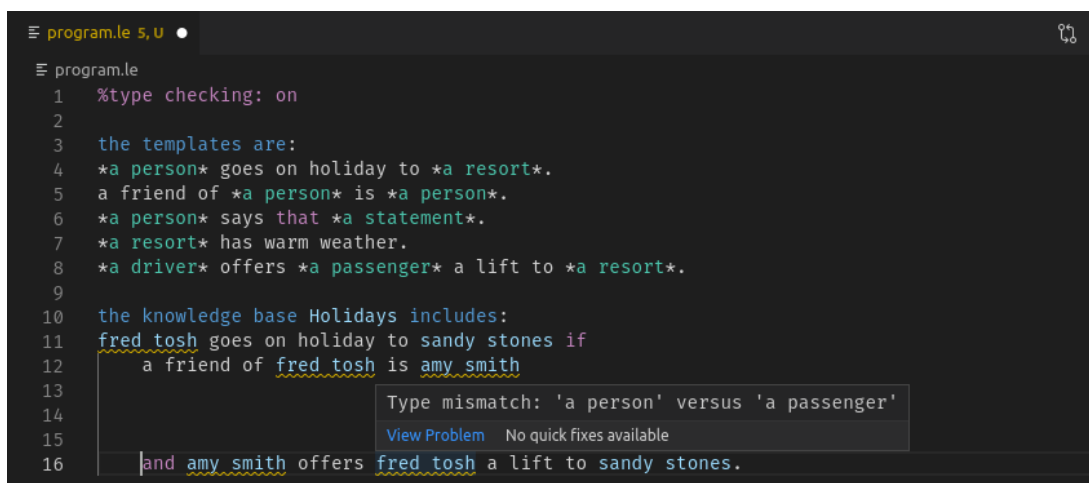 program.le 5, U
program.le
1 %type checking: on
2
3 the templates are:
4 *a person* goes on holiday to *a resort*.
5 a friend of *a person* is *a person*.
6 *a person* says that *a statement*.
7 *a resort* has warm weather.
8 *a driver* offers *a passenger* a lift to *a resort*.
9
10 the knowledge base Holidays includes:
11 fred tosh goes on holiday to sandy stones if
12 a friend of fred tosh is amy smith
13
Type mismatch: 'a person' versus 'a passenger'
14
View Problem No quick fixes available
15
16 and amy smith offers fred tosh a lift to sandy stones.